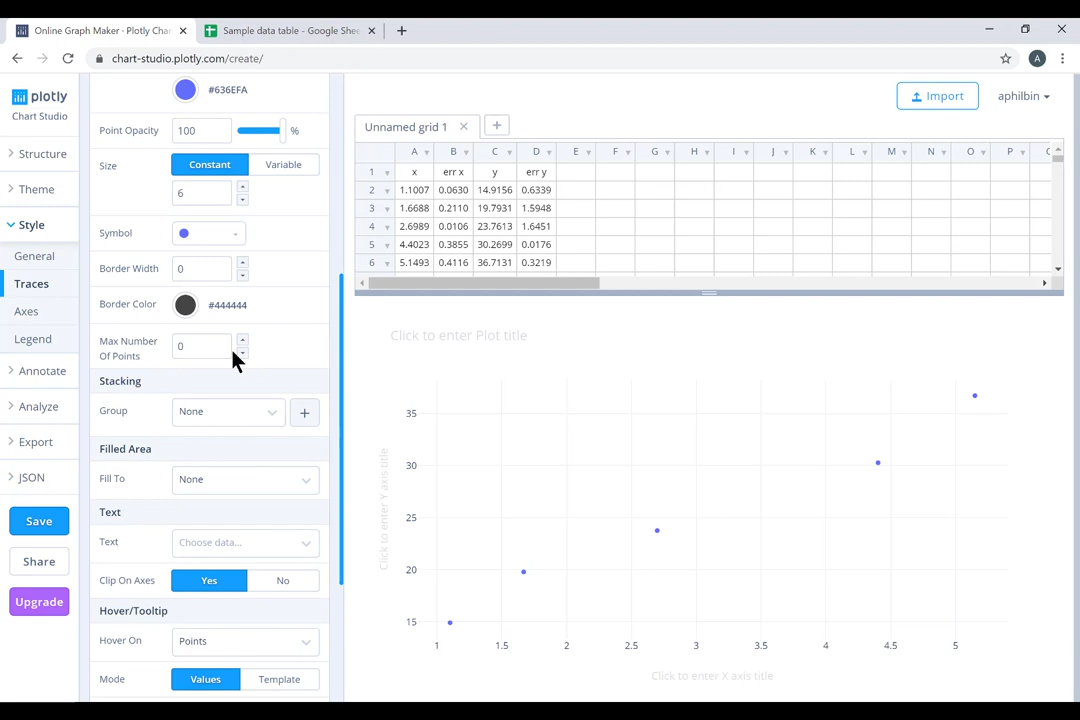 Online Graph Maker · Plotly Cha
Sample data table - Google Shee
chart-studio.plotly.com/create/
A
plotly
Chart Studio
Structure
Theme
Style
General
Traces
Axes
Legend
Annotate
Analyze
Export
JSON
Save
Share
Upgrade
#636EFA
Point Opacity 100 %
Size Constant Variable
6
Symbol
Border Width 0
Border Color #444444
Max Number Of Points 0
Stacking
Group None +
Filled Area
Fill To None
Text
Text Choose data...
Clip On Axes Yes No
Hover/Tooltip
Hover On Points
Mode Values Template
Import
aphilbin
Unnamed grid 1
A B C D E F G H I J K L M N O P
1 x err x y err y
2 1.1007 0.0630 14.9156 0.6339
3 1.6688 0.2110 19.7931 1.5948
4 2.6989 0.0106 23.7613 1.6451
5 4.4023 0.3855 30.2699 0.0176
6 5.1493 0.4116 36.7131 0.3219
Click to enter Plot title
Click to enter Y axis title
35
30
25
20
15
1 1.5 2 2.5 3 3.5 4 4.5 5
Click to enter X axis title